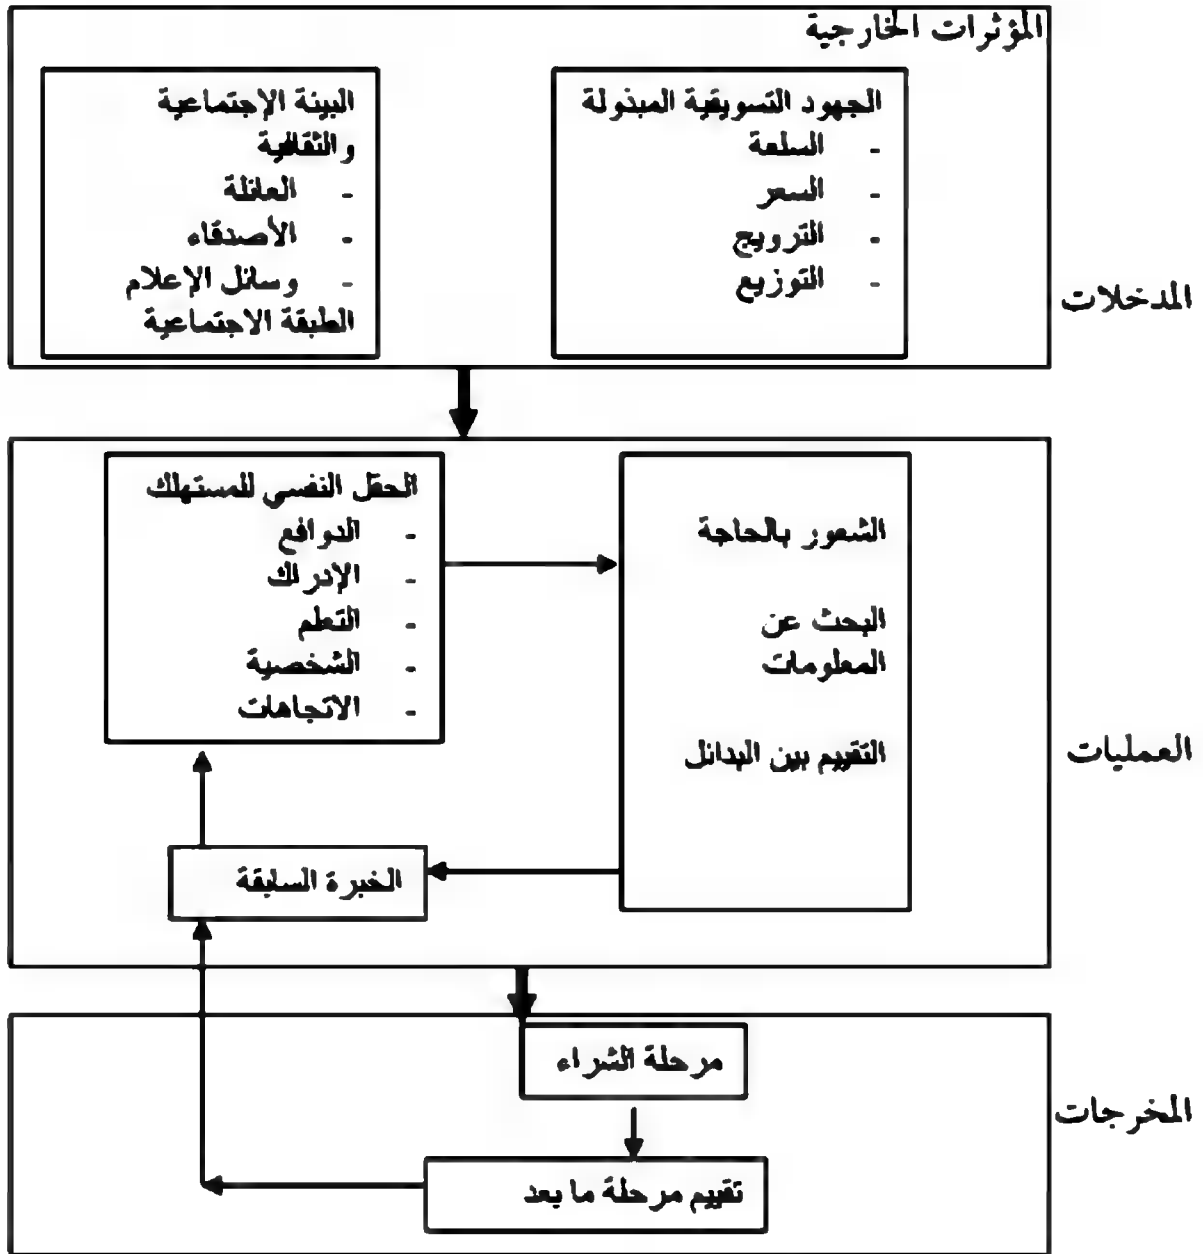 المؤثرات الخارجية
الجهود التسويقية المبذولة
- السلعة
- السعر
- الترويج
- التوزيع
البيئة الإجتماعية
والثقافية
- العائلة
- الأصدقاء
- وسائل الإعلام
الطبقة الاجتماعية
المدخلات
الحقل النفسي للمستهلك
- الدوافع
- الإدراك
- التعلم
- الشخصية
- الاتجاهات
الشعور بالحاجة
البحث عن
المعلومات
التقييم بين البدائل
الخبرة السابقة
العمليات
مرحلة الشراء
تقييم مرحلة ما بعد
المخرجات